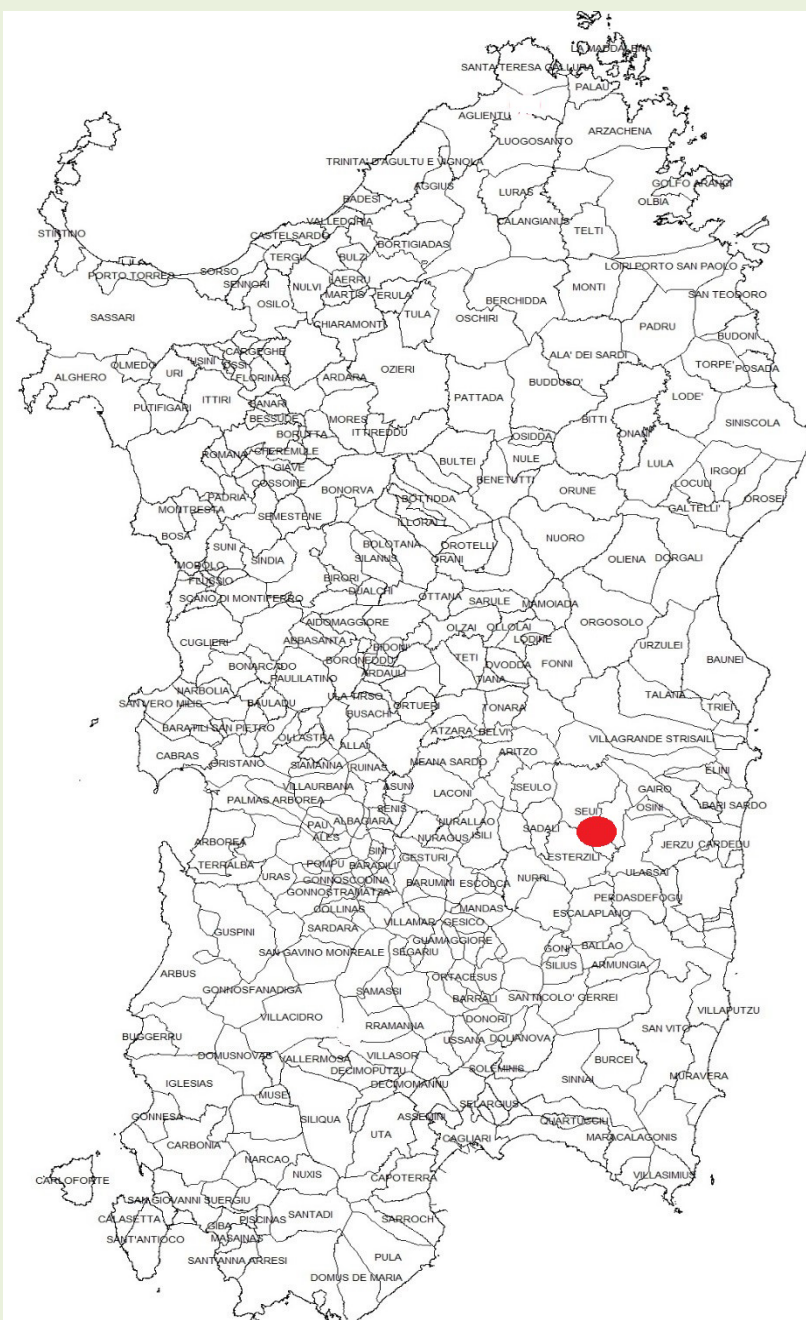 LA MADDALENA
SANTA TERESA GALLURA
PALAU
AGLIENTU
ARZACHENA
LUOGOSANTO
TRINITA' D'AGULTU E VIGNOLA
AGGIUS
GOLFO ARANCI
BADESI
LURAS
OLBIA
VALLEDORIA
CALANGIANUS
STINTINO
CASTELSARDO
TELTI
BORTIGIADAS
TERGU
BULZI
SORSO
LOIRI PORTO SAN PAOLO
PORTO TORRES
SENNORI
LAERRU
NULVI
MONTI
MARTIS
ERULA
SAN TEODORO
OSILO
BERCHIDDA
SASSARI
TULA
OSCHIRI
CHIARAMONTI
PADRU
BUDONI
CARGEGHE
ALA' DEI SARDI
OLMEDO
USINI
OSSI
TORPE'
POSADA
URI
OZIERI
ALGHERO
FLORINAS
ARDARA
BUDDUSO'
ITTIRI
PATTADA
LODE'
BANARI
PUTIFIGARI
BESSUDE
MORES
BITTI
SINISCOLA
BORUTTA
ITTIREDDU
OSIDDA
ONANI
CHEREMULE
ROMANA
NULE
BULTEI
LULA
GIAVE
IRGOLI
BENETUTTI
COSSOINE
LOCULI
BONORVA
ORUNE
PADRIA
BOTTIDDA
OROSEI
MONTRESTA
GALTELLI'
SEMESTENE
ILLORAI
BOSA
NUORO
SUNI
BOLOTANA
OROTELLI
SINDIA
SILANUS
ORANI
OLIENA
DORGALI
MODOLO
BIRORI
FLUSSIO
DUALCHI
SCANO DI MONTIFERRO
OTTANA
SARULE
MAMOIADA
AIDOMAGGIORE
ORGOSOLO
OLZAI
OLLOLAI
CUGLIERI
ABBASANTA
LODINE
BIDONI'
URZULEI
BORONEDDU
BAUNEI
BONARCADO
TETI
OVODDA
FONNI
ARDAULI
PAULILATINO
TIANA
NARBOLIA
ULA TIRSO
TALANA
SAN VERO MILIS
BAULADU
ORTUERI
TONARA
TRIEI
BUSACHI
BARATILI SAN PIETRO
ATZARA
BELVI'
OLLASTRA
VILLAGRANDE STRISAILI
ALLAI
CABRAS
ARITZO
ORISTANO
SIAMANNA
RUINAS
MEANA SARDO
ELINI
VILLAURBANA
ASUNI
LACONI
ISEULO
GAIRO
PALMAS ARBOREA
SENIS
BARI SARDO
OSINI
SEUI
ALBAGIARA
NURALLAO
PAU
SADALI
NURAGUS
ISILI
ARBOREA
ALES
JERZU
CARDEDU
SINI
GESTURI
ESTERZILI
TERRALBA
POMPU
BARADILI
ULASSAI
URAS
GONNOSCODINA
BARUMINI
ESCOLCA
NURRI
GONNOSTRAMATZA
PERDASDEFOGU
COLLINAS
MANDAS
ESCALAPLANO
VILLAMAR
GESICO
SARDARA
GUSPINI
GUAMAGGIORE
GONI
BALLAO
SAN GAVINO MONREALE
SEGARIU
SILIUS
ARMUNGIA
ARBUS
ORTACESUS
GONNOSFANADIGA
SAMASSI
BARRALI
SAN NICOLO' GERREI
VILLAPUTZU
VILLACIDRO
DONORI
RRAMANNA
SAN VITO
BUGGERRU
USSANA
DOLIANOVA
DOMUSNOVAS
VALLERMOSA
VILLASOR
BURCEI
DECIMOPUTZU
SOLEMINIS
MURAVERA
IGLESIAS
DECIMOMANNU
SINNAI
MUSEI
SELARGIUS
GONNESA
SILIQUA
ASSEMINI
QUARTUCCIU
UTA
MARACALAGONIS
CARBONIA
CAGLIARI
NARCAO
VILLASIMIUS
CARLOFORTE
NUXIS
CAPOTERRA
SAN GIOVANNI SUERGIU
SANTADI
CALASETTA
PISCINAS
SARROCH
GIBA
SANT'ANTIOCO
MASAINAS
PULA
SANT'ANNA ARRESI
DOMUS DE MARIA